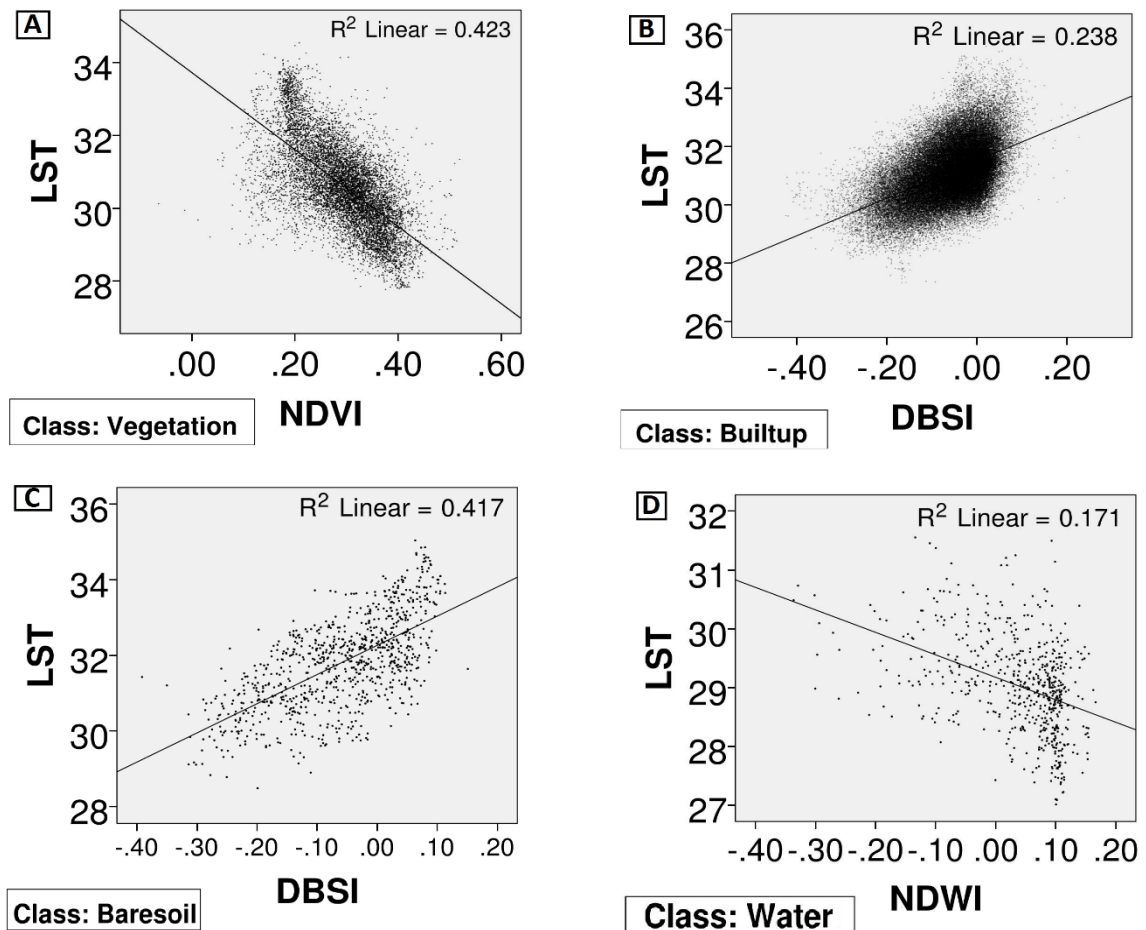 A
R² Linear = 0.423
LST
34
32
30
28
.00 .20 .40 .60
NDVI
Class: Vegetation
B
R² Linear = 0.238
LST
36
34
32
30
28
26
-.40 -.20 .00 .20
DBSI
Class: Builtup
C
R² Linear = 0.417
LST
36
34
32
30
28
-.40 -.30 -.20 -.10 .00 .10 .20
DBSI
Class: Baresoil
D
R² Linear = 0.171
LST
32
31
30
29
28
27
-.40 -.30 -.20 -.10 .00 .10 .20
NDWI
Class: Water